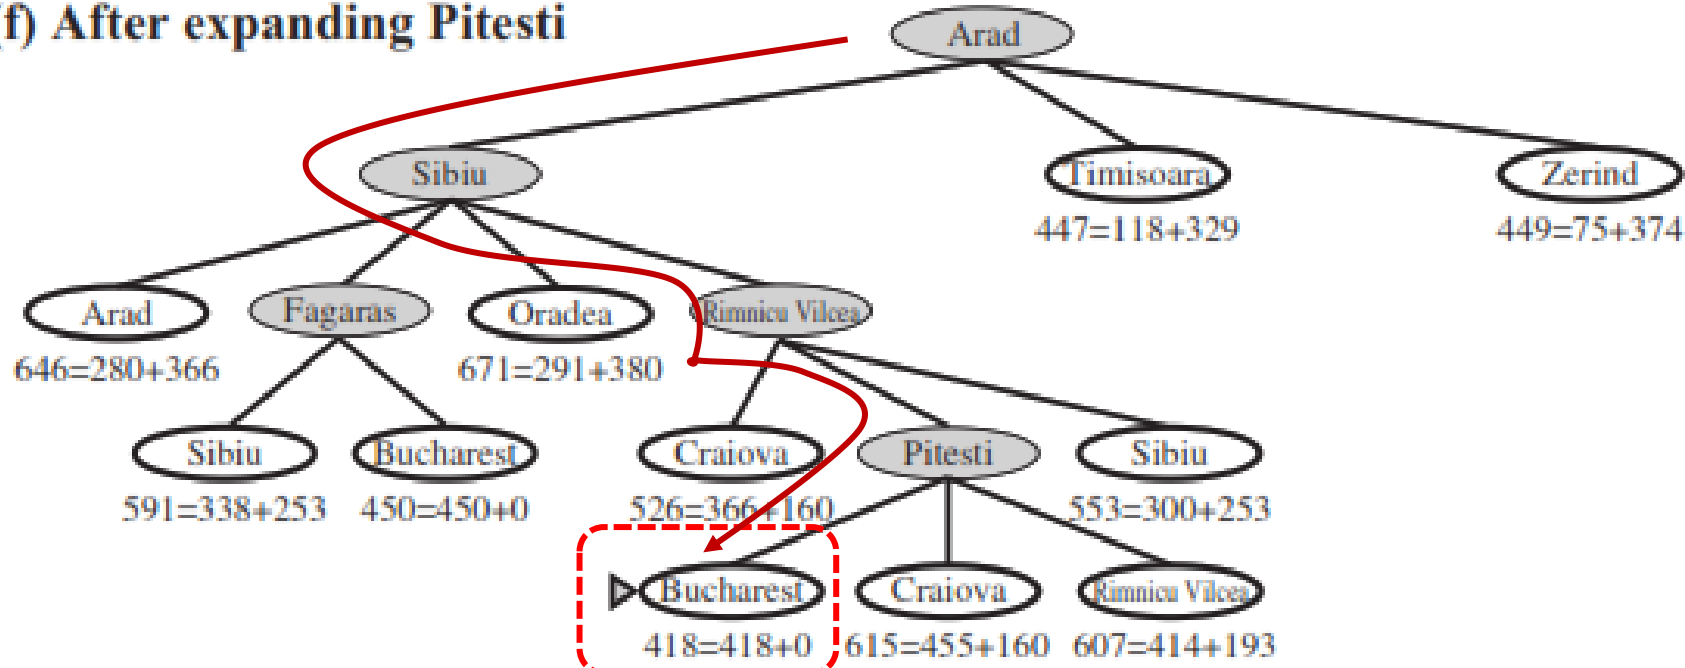 (f) After expanding Pitesti
Arad
Sibiu
Timisoara
Zerind
447=118+329
449=75+374
Arad
Fagaras
Oradea
Rimnicu Vilcea
646=280+366
671=291+380
Sibiu
Bucharest
Craiova
Pitesti
Sibiu
591=338+253
450=450+0
526=366+160
553=300+253
Bucharest
Craiova
Rimnicu Vilcea
418=418+0
615=455+160
607=414+193